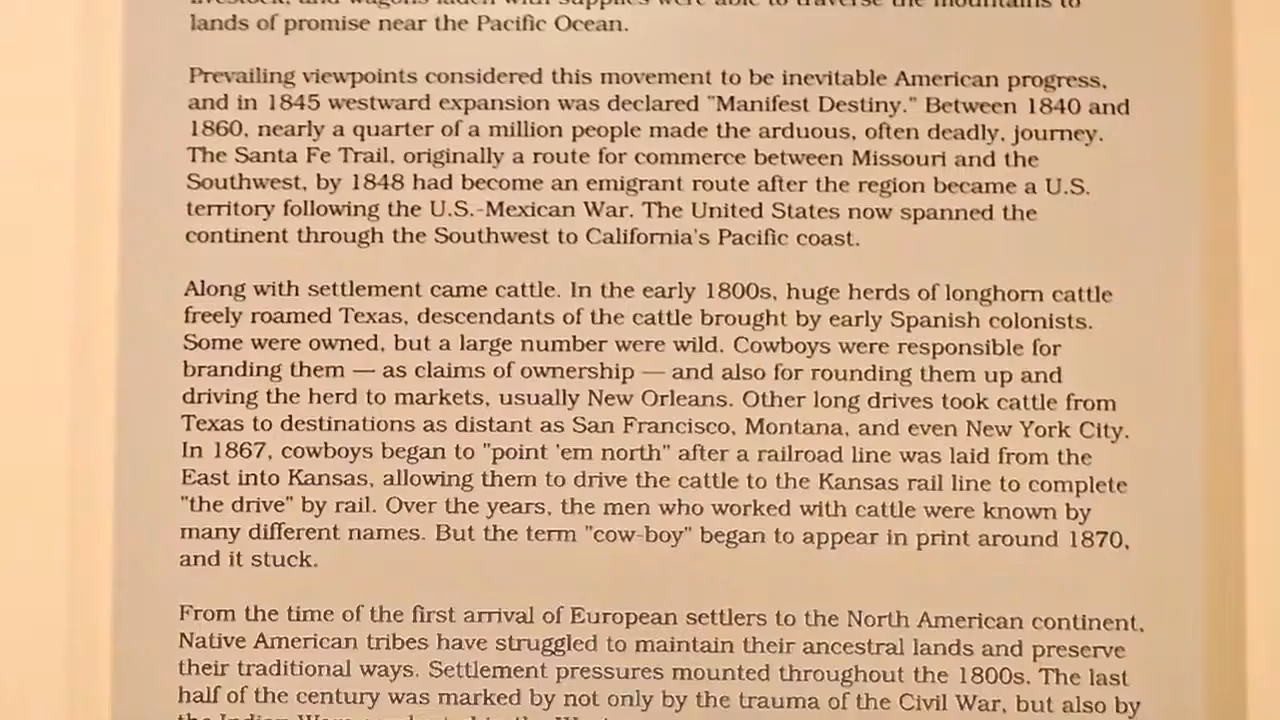 livestock, and wagons laden with supplies were able to traverse the mountains to
lands of promise near the Pacific Ocean.
Prevailing viewpoints considered this movement to be inevitable American progress,
and in 1845 westward expansion was declared "Manifest Destiny." Between 1840 and
1860, nearly a quarter of a million people made the arduous, often deadly, journey.
The Santa Fe Trail, originally a route for commerce between Missouri and the
Southwest, by 1848 had become an emigrant route after the region became a U.S.
territory following the U.S.-Mexican War. The United States now spanned the
continent through the Southwest to California's Pacific coast.
Along with settlement came cattle. In the early 1800s, huge herds of longhorn cattle
freely roamed Texas, descendants of the cattle brought by early Spanish colonists.
Some were owned, but a large number were wild. Cowboys were responsible for
branding them — as claims of ownership — and also for rounding them up and
driving the herd to markets, usually New Orleans. Other long drives took cattle from
Texas to destinations as distant as San Francisco, Montana, and even New York City.
In 1867, cowboys began to "point 'em north" after a railroad line was laid from the
East into Kansas, allowing them to drive the cattle to the Kansas rail line to complete
"the drive" by rail. Over the years, the men who worked with cattle were known by
many different names. But the term "cow-boy" began to appear in print around 1870,
and it stuck.
From the time of the first arrival of European settlers to the North American continent,
Native American tribes have struggled to maintain their ancestral lands and preserve
their traditional ways. Settlement pressures mounted throughout the 1800s. The last
half of the century was marked by not only by the trauma of the Civil War, but also by